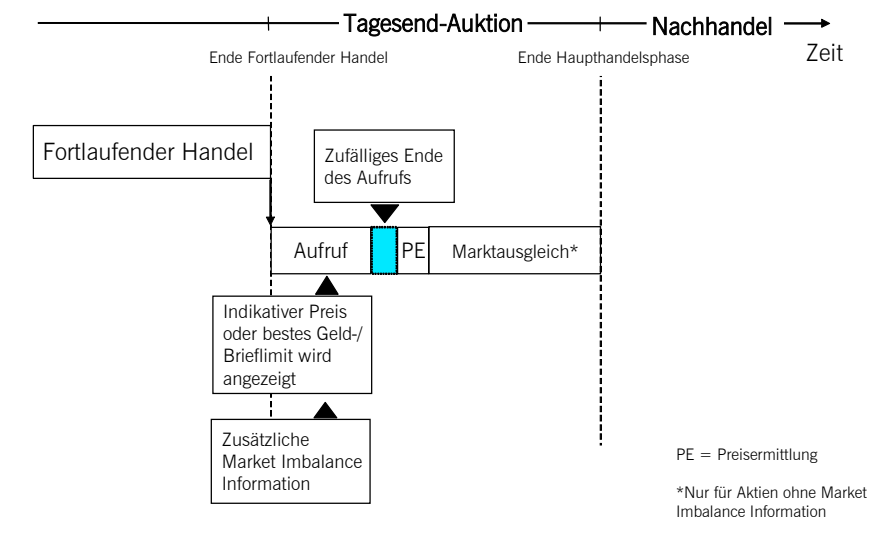 Tagesend-Auktion
Nachhandel
Ende Fortlaufender Handel
Ende Haupthandelsphase
Zeit
Fortlaufender Handel
Zufälliges Ende
des Aufrufs
Aufruf
PE
Marktausgleich*
Indikativer Preis
oder bestes Geld-/
Brieflimit wird
angezeigt
Zusätzliche
Market Imbalance
Information
PE = Preisermittlung
*Nur für Aktien ohne Market
Imbalance Information